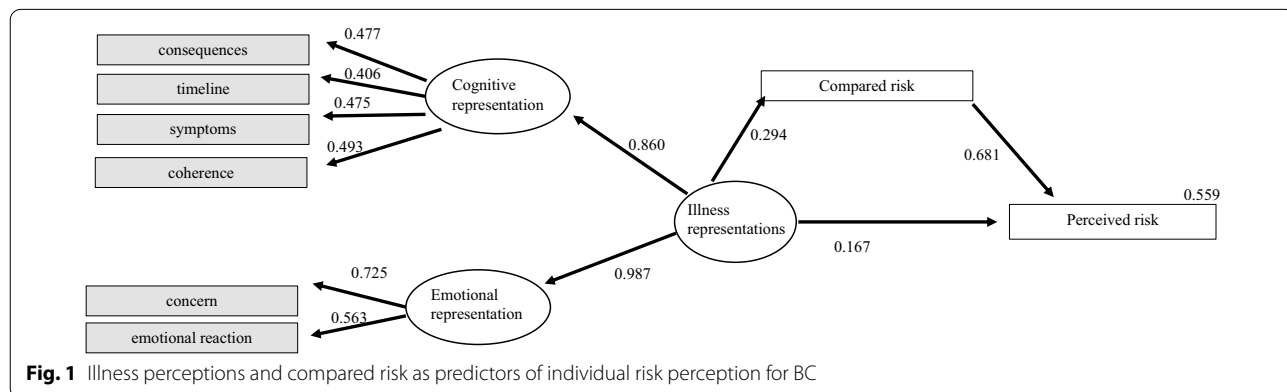 consequences
0.477
timeline
0.406
symptoms
0.475
coherence
0.493
Cognitive
representation
0.860
Compared risk
0.294
0.681
Illness
representations
0.559
Perceived risk
0.167
0.987
concern
0.725
emotional reaction
0.563
Emotional
representation
Fig. 1 Illness perceptions and compared risk as predictors of individual risk perception for BC